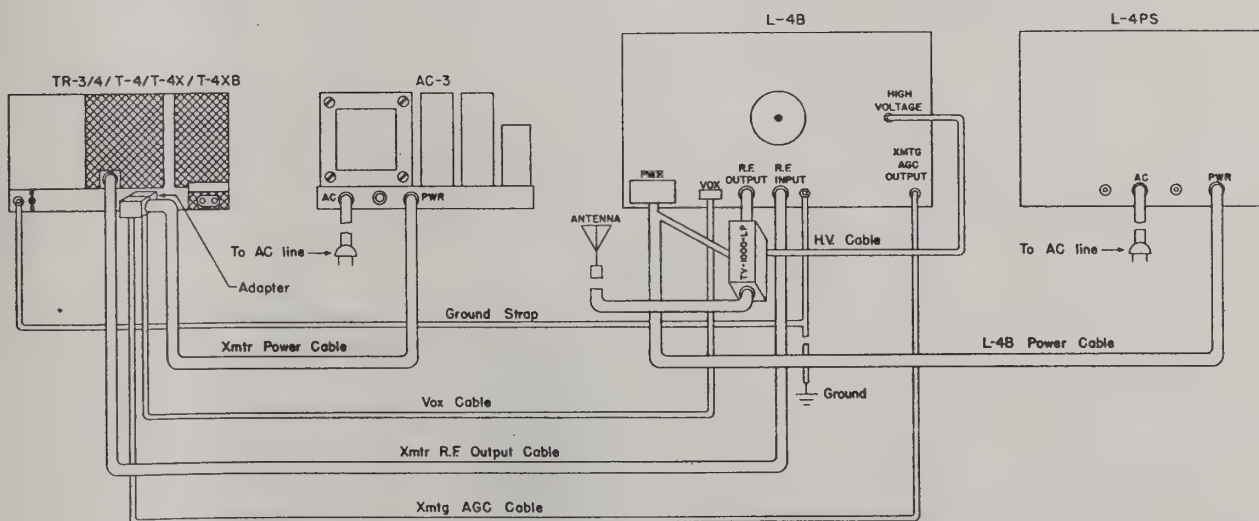 L-4B
L-4PS
TR-3/4/T-4/T-4X/T-4XB
AC-3
HIGH
VOLTAGE
XMTG
AGC
OUTPUT
R.F.
OUTPUT
R.F.
INPUT
PWR
VOX
AC
PWR
AC
PWR
ANTENNA
TV-1000-LP
H.V. Cable
To AC line
To AC line
Adapter
Ground Strap
Xmtr Power Cable
L-4B Power Cable
Vox Cable
Ground
Xmtr R.F. Output Cable
Xmtg AGC Cable